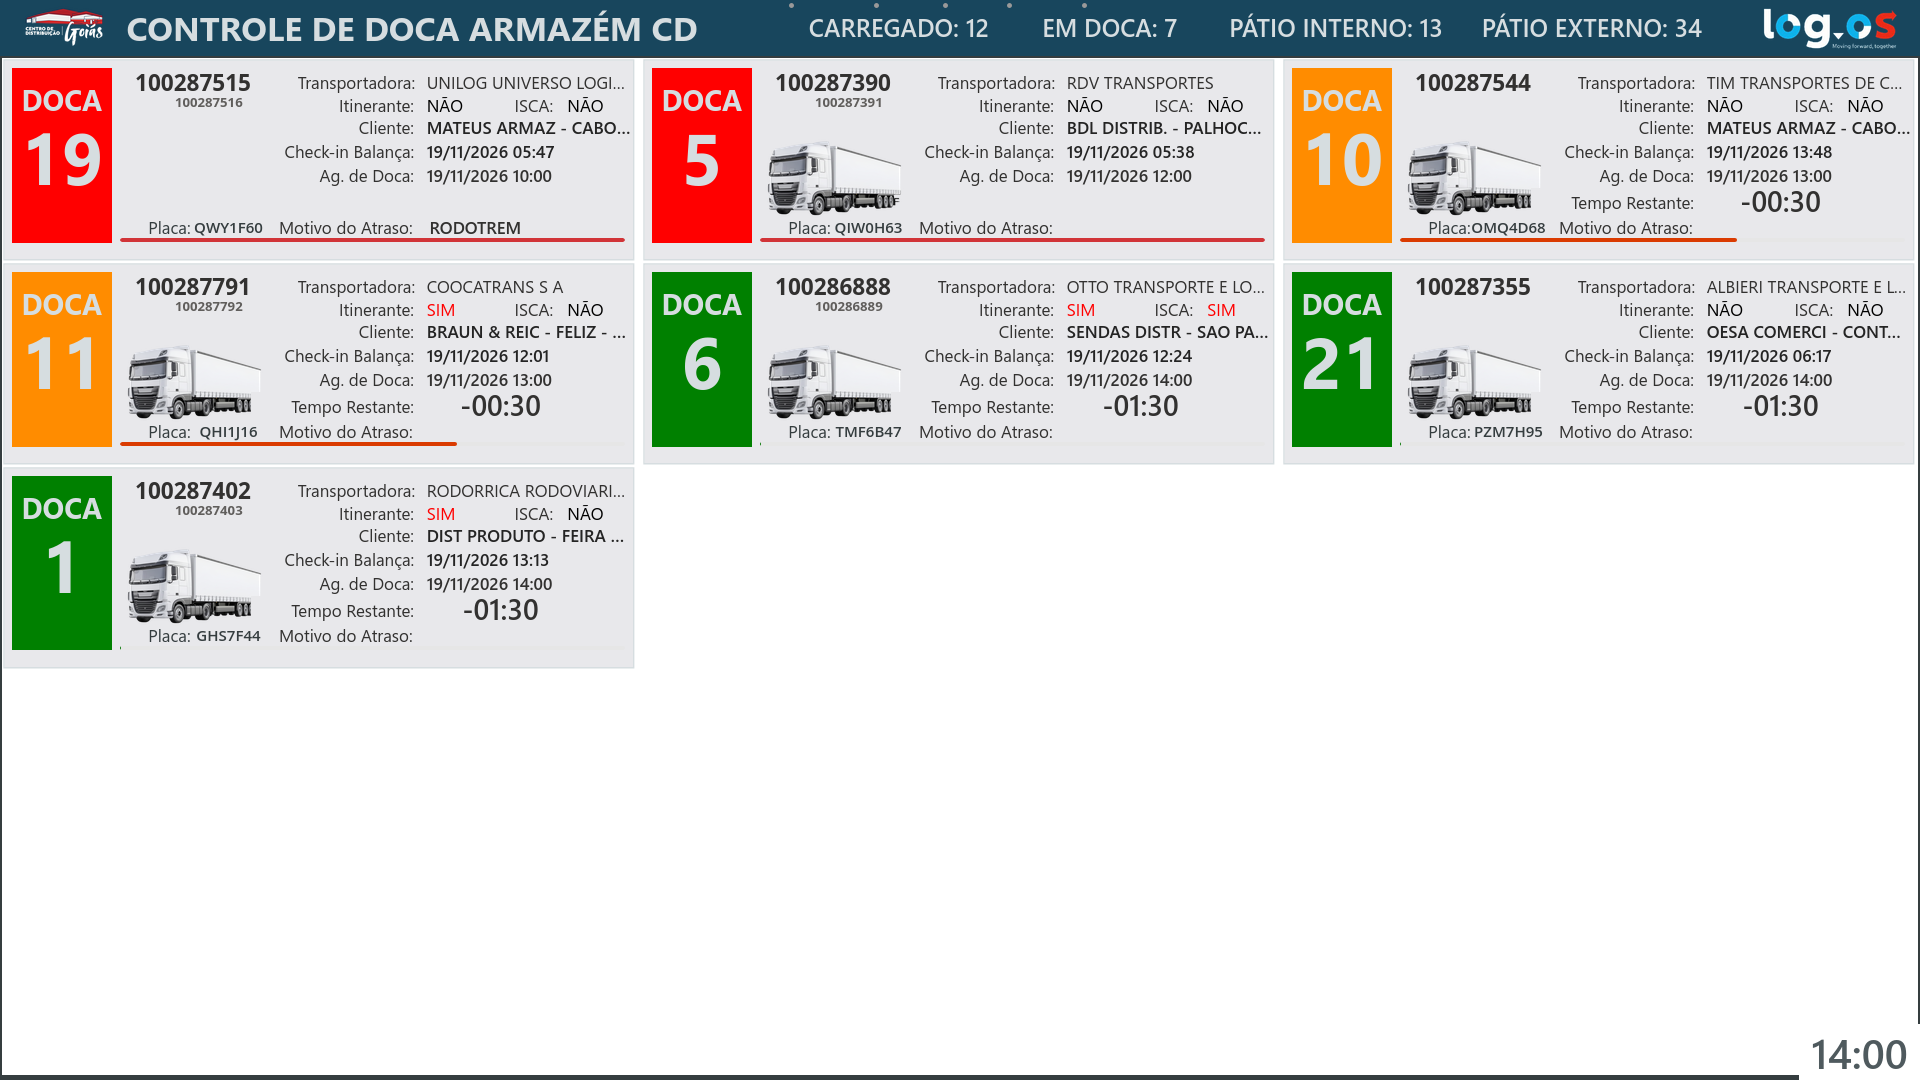 CENTRO DE DISTRIBUIÇÃO Goiás
CONTROLE DE DOCA ARMAZÉM CD
CARREGADO: 12
EM DOCA: 7
PÁTIO INTERNO: 13
PÁTIO EXTERNO: 34
log.os
Moving forward, together
DOCA
19
100287515
100287516
Transportadora: UNILOG UNIVERSO LOGI...
Itinerante: NÃO ISCA: NÃO
Cliente: MATEUS ARMAZ - CABO...
Check-in Balança: 19/11/2026 05:47
Ag. de Doca: 19/11/2026 10:00
Placa: QWY1F60 Motivo do Atraso: RODOTREM
DOCA
5
100287390
100287391
Transportadora: RDV TRANSPORTES
Itinerante: NÃO ISCA: NÃO
Cliente: BDL DISTRIB. - PALHOC...
Check-in Balança: 19/11/2026 05:38
Ag. de Doca: 19/11/2026 12:00
Placa: QIW0H63 Motivo do Atraso:
DOCA
10
100287544
Transportadora: TIM TRANSPORTES DE C...
Itinerante: NÃO ISCA: NÃO
Cliente: MATEUS ARMAZ - CABO...
Check-in Balança: 19/11/2026 13:48
Ag. de Doca: 19/11/2026 13:00
Tempo Restante: -00:30
Placa: OMQ4D68 Motivo do Atraso:
DOCA
11
100287791
100287792
Transportadora: COOCATRANS S A
Itinerante: SIM ISCA: NÃO
Cliente: BRAUN & REIC - FELIZ - ...
Check-in Balança: 19/11/2026 12:01
Ag. de Doca: 19/11/2026 13:00
Tempo Restante: -00:30
Placa: QHI1J16 Motivo do Atraso:
DOCA
6
100286888
100286889
Transportadora: OTTO TRANSPORTE E LO...
Itinerante: SIM ISCA: SIM
Cliente: SENDAS DISTR - SAO PA...
Check-in Balança: 19/11/2026 12:24
Ag. de Doca: 19/11/2026 14:00
Tempo Restante: -01:30
Placa: TMF6B47 Motivo do Atraso:
DOCA
21
100287355
Transportadora: ALBIERI TRANSPORTE E L...
Itinerante: NÃO ISCA: NÃO
Cliente: OESA COMERCI - CONT...
Check-in Balança: 19/11/2026 06:17
Ag. de Doca: 19/11/2026 14:00
Tempo Restante: -01:30
Placa: PZM7H95 Motivo do Atraso:
DOCA
1
100287402
100287403
Transportadora: RODORRICA RODOVIARI...
Itinerante: SIM ISCA: NÃO
Cliente: DIST PRODUTO - FEIRA ...
Check-in Balança: 19/11/2026 13:13
Ag. de Doca: 19/11/2026 14:00
Tempo Restante: -01:30
Placa: GHS7F44 Motivo do Atraso:
14:00